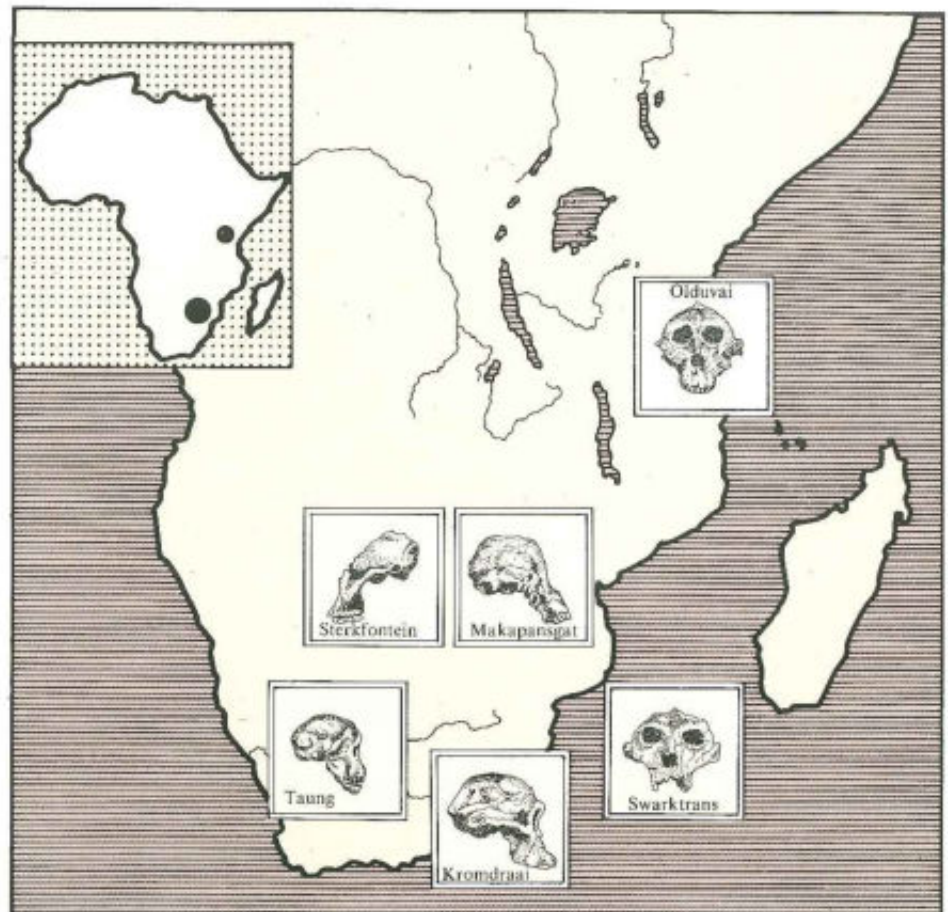 Olduvai
Sterkfontein
Makapansgat
Taung
Swarktrans
Kromdraai